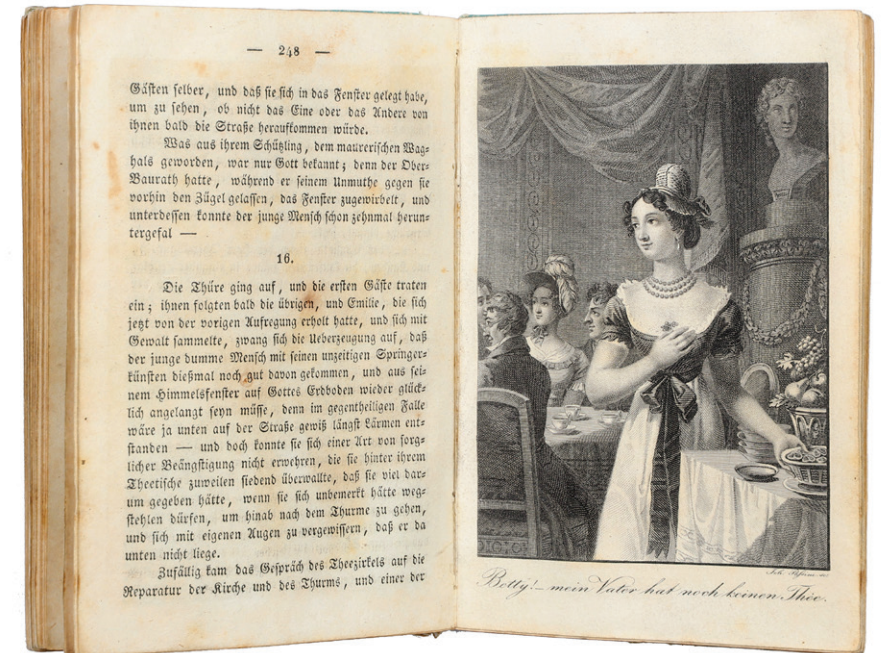 — 248 —
Gästen selber, und daß sie sich in das Fenster gelegt habe,
um zu sehen, ob nicht das Eine oder das Andere von
ihnen bald die Straße heraufkommen würde.
Was aus ihrem Schützling, dem maurerischen Wag-
hals geworden, war nur Gott bekannt; denn der Ober-
Baurath hatte, während er seinem Unmuthe gegen sie
vorhin den Zügel gelassen, das Fenster zugewirbelt, und
unterdessen konnte der junge Mensch schon zehnmal herun-
tergefal —
16.
Die Thüre ging auf, und die ersten Gäste traten
ein; ihnen folgten bald die übrigen, und Emilie, die sich
jetzt von der vorigen Aufregung erholt hatte, und sich mit
Gewalt sammelte, zwang sich die Ueberzeugung auf, daß
der junge dumme Mensch mit seinen unzeitigen Springer-
künsten dießmal noch gut davon gekommen, und aus sei-
nem Himmelsfenster auf Gottes Erdboden wieder glück-
lich angelangt seyn müsse, denn im gegentheiligen Falle
wäre ja unten auf der Straße gewiß längst Lärmen ent-
standen — und doch konnte sie sich einer Art von sorg-
licher Beängstigung nicht erwehren, die sie hinter ihrem
Theetische zuweilen siedend überwallte, daß sie viel dar-
um gegeben hätte, wenn sie sich unbemerkt hätte weg-
stehlen dürfen, um hinab nach dem Thurme zu gehen,
und sich mit eigenen Augen zu vergewissern, daß er da
unten nicht liege.
Zufällig kam das Gespräch des Theezirkels auf die
Reparatur der Kirche und des Thurms, und einer der
Betty! — mein Vater hat noch keinen Thee.